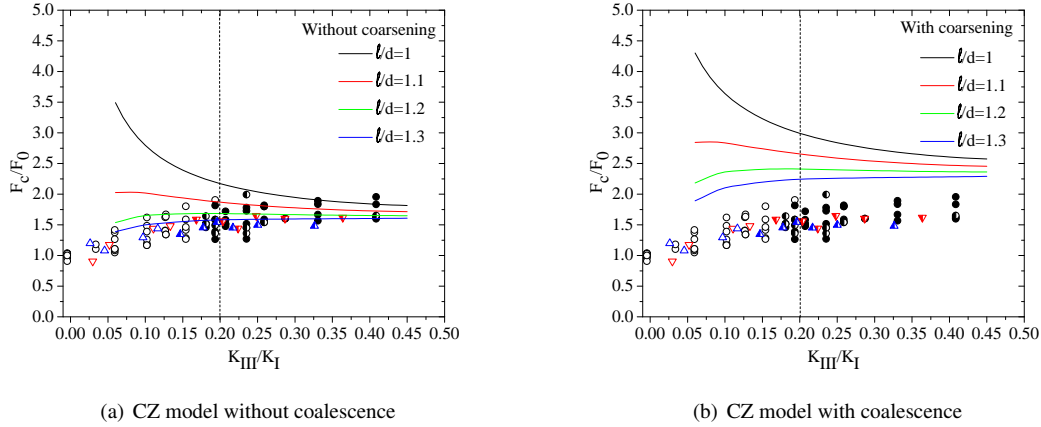 5.0
4.5
4.0
3.5
3.0
2.5
2.0
1.5
1.0
0.5
0.0
F_c/F_0
Without coarsening
ℓ/d=1
ℓ/d=1.1
ℓ/d=1.2
ℓ/d=1.3
0.00 0.05 0.10 0.15 0.20 0.25 0.30 0.35 0.40 0.45 0.50
K_III/K_I
(a) CZ model without coalescence
5.0
4.5
4.0
3.5
3.0
2.5
2.0
1.5
1.0
0.5
0.0
F_c/F_0
With coarsening
ℓ/d=1
ℓ/d=1.1
ℓ/d=1.2
ℓ/d=1.3
0.00 0.05 0.10 0.15 0.20 0.25 0.30 0.35 0.40 0.45 0.50
K_III/K_I
(b) CZ model with coalescence